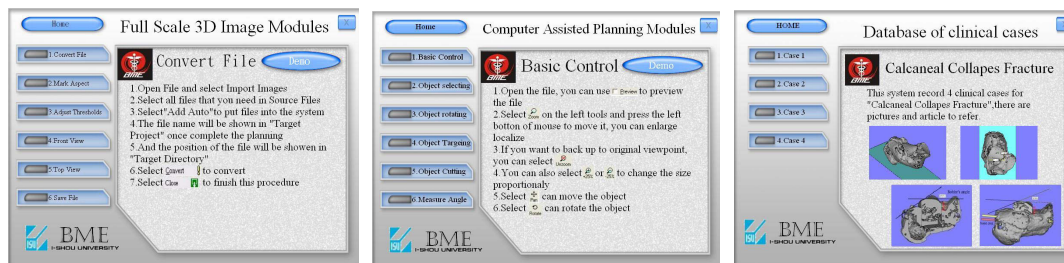 Home
Full Scale 3D Image Modules
X
1.Convert File
2.Mark Aspect
3.Adjust Thresholds
4.Front View
5.Top View
6.Save File
BME
Convert File
Demo
1.Open File and select Import Images
2.Select all files that you need in Source Files
3.Select"Add Auto"to put files into the system
4.The file name will be shown in "Target
Project" once complete the planning
5.And the position of the file will be shown in
"Target Directory"
6.Select Convert to convert
7.Select Close to finish this procedure
ISU
BME
I-SHOU UNIVERSITY
Home
Computer Assisted Planning Modules
X
1.Basic Control
2.Object selecting
3.Object rotating
4.Object Targeing
5.Object Cutting
6.Measure Angle
BME
Basic Control
Demo
1.Open the file, you can use Preview to preview
the file
2.Select Zoom on the left tools and press the left
botton of mouse to move it, you can enlarge
localize
3.If you want to back up to original viewpoint,
you can select Unzoom
4.You can also select or to change the size
proportionaly
5.Select Pan can move the object
6.Select Rotate can rotate the object
ISU
BME
I-SHOU UNIVERSITY
HOME
Database of clinical cases
1.Case 1
2.Case 2
3.Case 3
4.Case 4
BME
Calcaneal Collapes Fracture
This system record 4 clinical cases for
"Calcaneal Collapes Fracture",there are
pictures and article to refer.
ISU
BME
I-SHOU UNIVERSITY